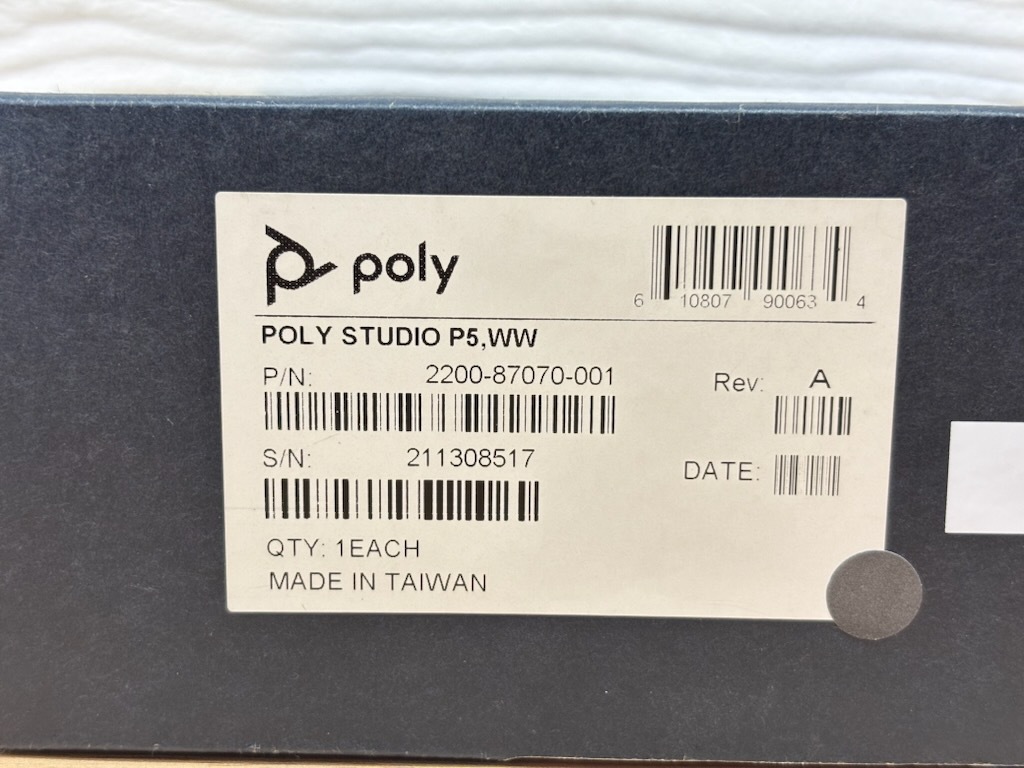 poly
6 10807 90063 4
POLY STUDIO P5,WW
P/N: 2200-87070-001
Rev: A
S/N: 211308517
DATE:
QTY: 1EACH
MADE IN TAIWAN